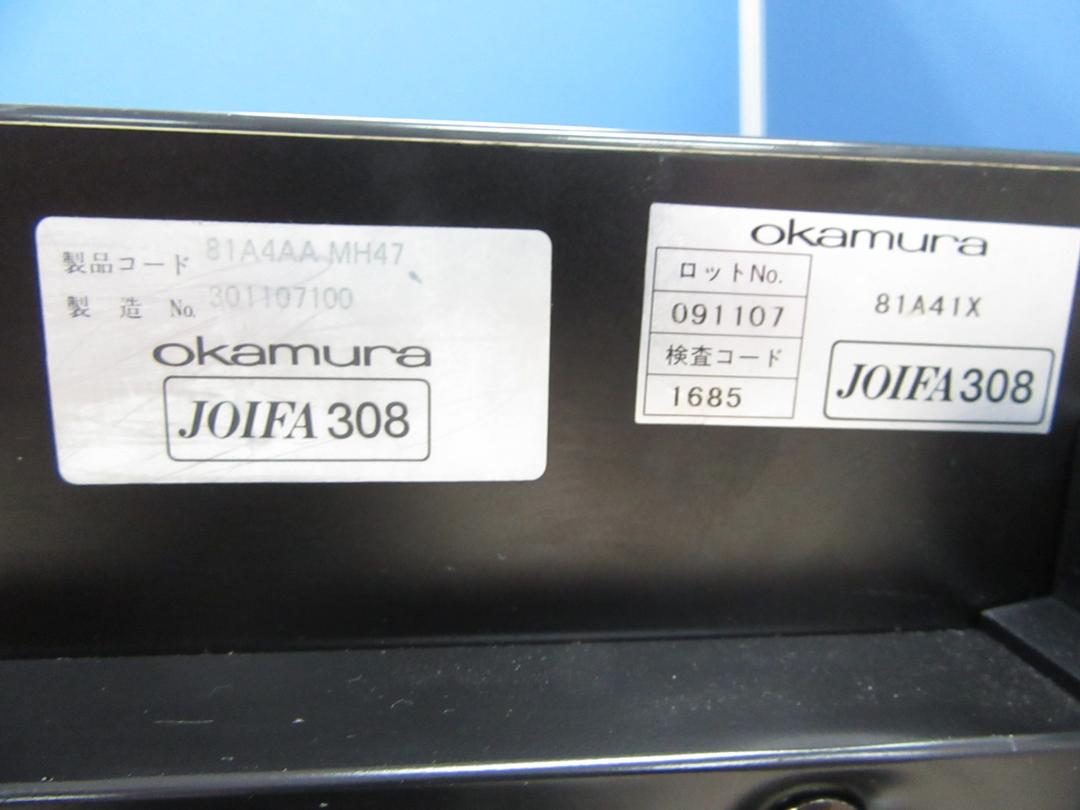 製品コード 81A4AA MH47
製造 No. 301107100
okamura
JOIFA 308
okamura
ロットNo.
091107
検査コード
1685
81A41X
JOIFA 308